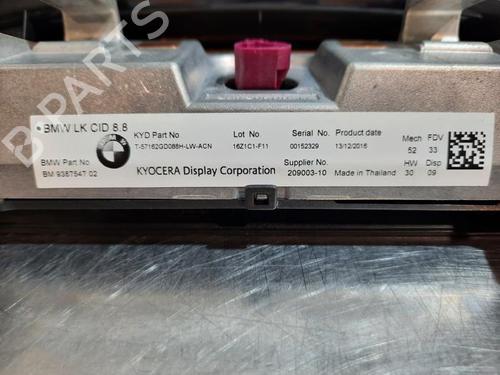 BMW LK CID 8.8
BMW Part No
BM 9387547 02
KYD Part No
T-57162GD088H-LW-ACN
Lot No
16Z1C1-F11
Serial No.
00152329
Product date
13/12/2016
KYOCERA Display Corporation
Supplier No.
209003-10
Made in Thailand
Mech FDV
52 33
HW Disp
30 09
B-PARTS